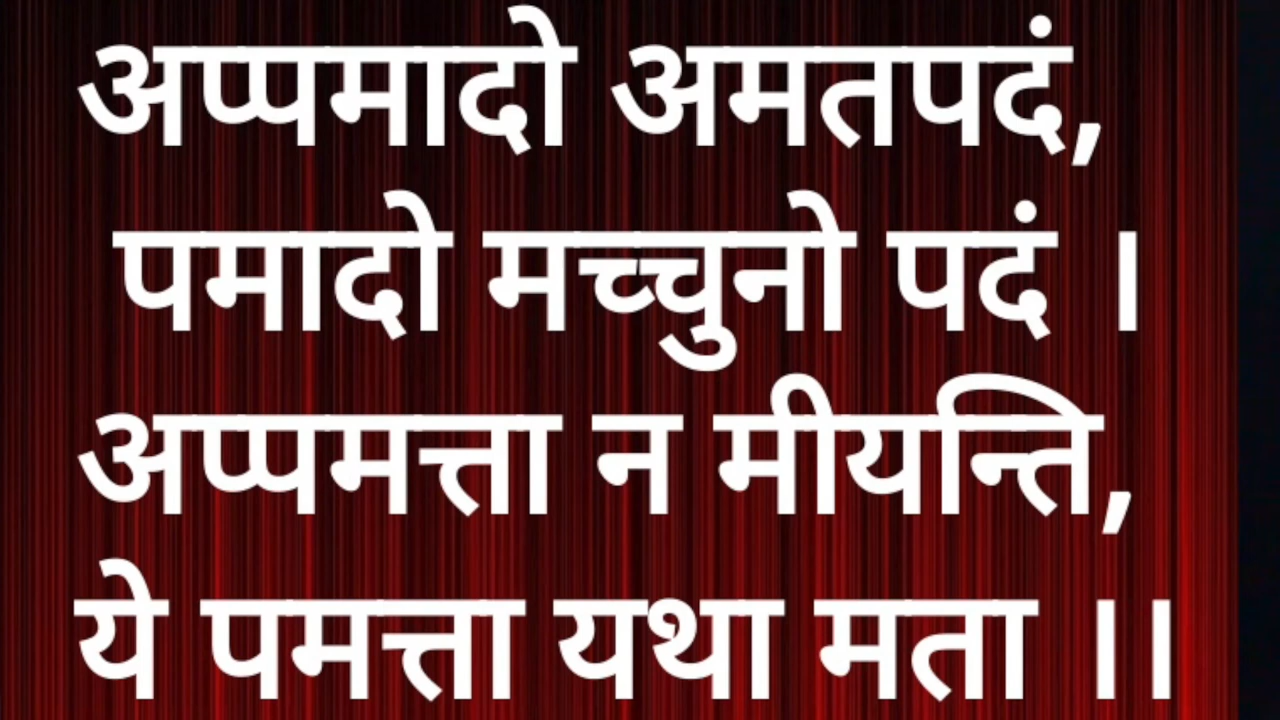 अप्पमादो अमतपदं,
पमादो मच्चुनो पदं ।
अप्पमत्ता न मीयन्ति,
ये पमत्ता यथा मता ।।